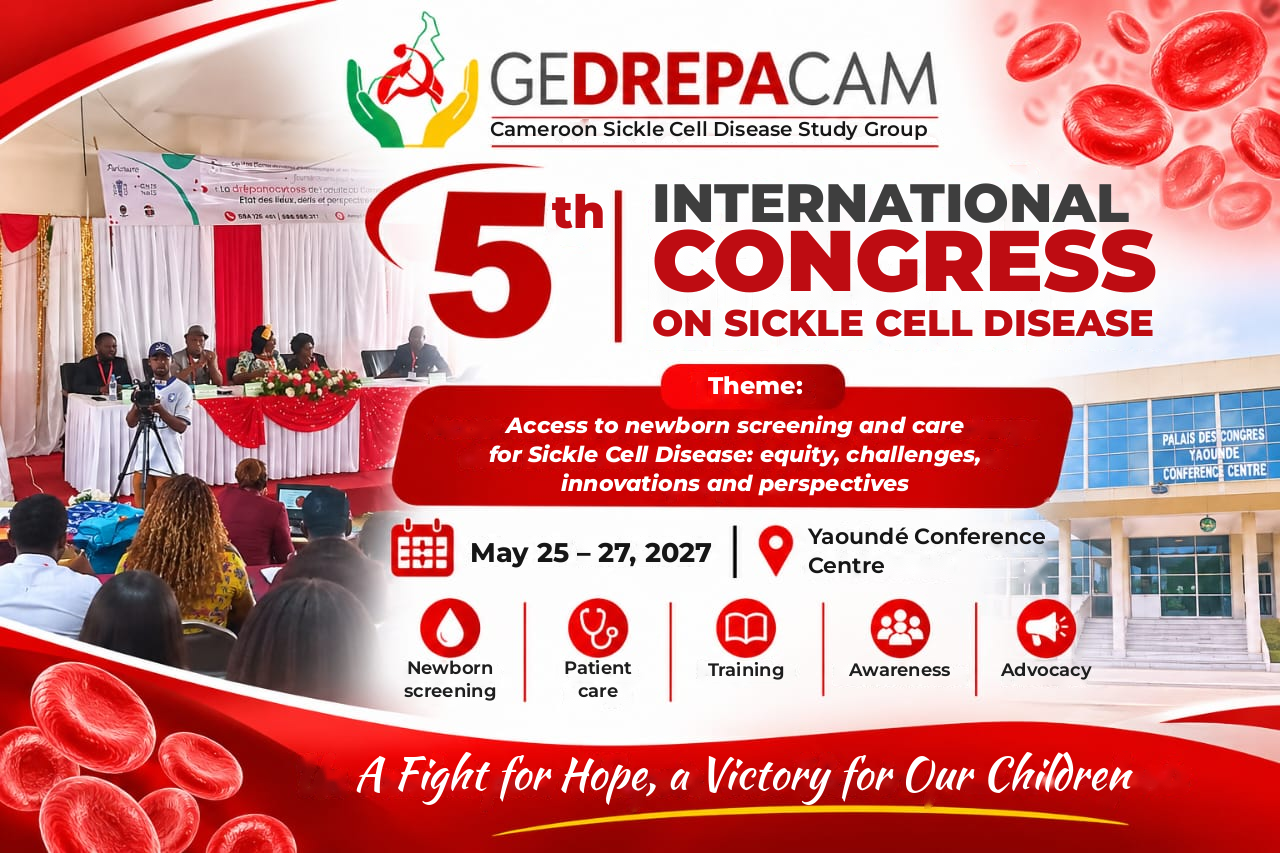 GEDREPACAM
Cameroon Sickle Cell Disease Study Group
5th
INTERNATIONAL
CONGRESS
ON SICKLE CELL DISEASE
Theme:
Access to newborn screening and care
for Sickle Cell Disease: equity, challenges,
innovations and perspectives
PALAIS DES CONGRES
YAOUNDE
CONFERENCE CENTRE
May 25 – 27, 2027
Yaoundé Conference
Centre
Newborn
screening
Patient
care
Training
Awareness
Advocacy
A Fight for Hope, a Victory for Our Children